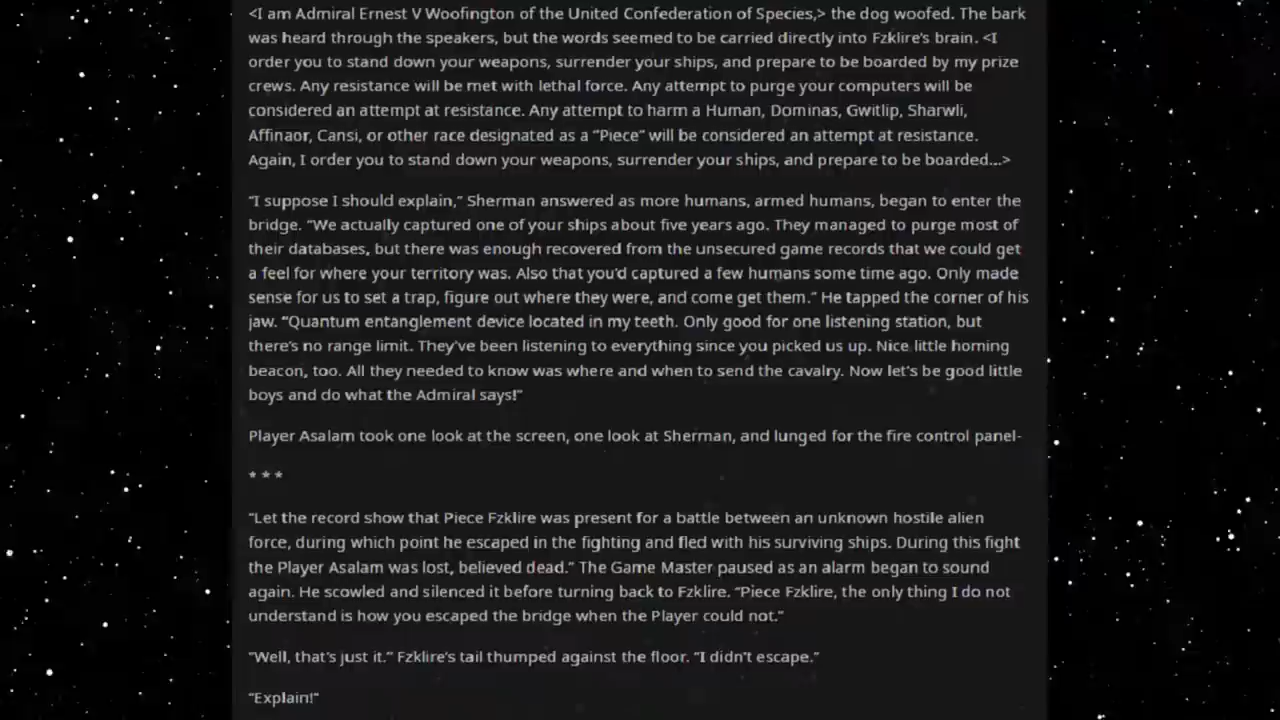 <I am Admiral Ernest V Woofington of the United Confederation of Species,> the dog woofed. The bark
was heard through the speakers, but the words seemed to be carried directly into Fzklire's brain. <I
order you to stand down your weapons, surrender your ships, and prepare to be boarded by my prize
crews. Any resistance will be met with lethal force. Any attempt to purge your computers will be
considered an attempt at resistance. Any attempt to harm a Human, Dominas, Gwitlip, Sharwli,
Affinaor, Cansi, or other race designated as a "Piece" will be considered an attempt at resistance.
Again, I order you to stand down your weapons, surrender your ships, and prepare to be boarded...>
"I suppose I should explain," Sherman answered as more humans, armed humans, began to enter the
bridge. "We actually captured one of your ships about five years ago. They managed to purge most of
their databases, but there was enough recovered from the unsecured game records that we could get
a feel for where your territory was. Also that you'd captured a few humans some time ago. Only made
sense for us to set a trap, figure out where they were, and come get them." He tapped the corner of his
jaw. "Quantum entanglement device located in my teeth. Only good for one listening station, but
there's no range limit. They've been listening to everything since you picked us up. Nice little homing
beacon, too. All they needed to know was where and when to send the cavalry. Now let's be good little
boys and do what the Admiral says!"
Player Asalam took one look at the screen, one look at Sherman, and lunged for the fire control panel-
* * *
"Let the record show that Piece Fzklire was present for a battle between an unknown hostile alien
force, during which point he escaped in the fighting and fled with his surviving ships. During this fight
the Player Asalam was lost, believed dead." The Game Master paused as an alarm began to sound
again. He scowled and silenced it before turning back to Fzklire. "Piece Fzklire, the only thing I do not
understand is how you escaped the bridge when the Player could not."
"Well, that's just it." Fzklire's tail thumped against the floor. "I didn't escape."
"Explain!"